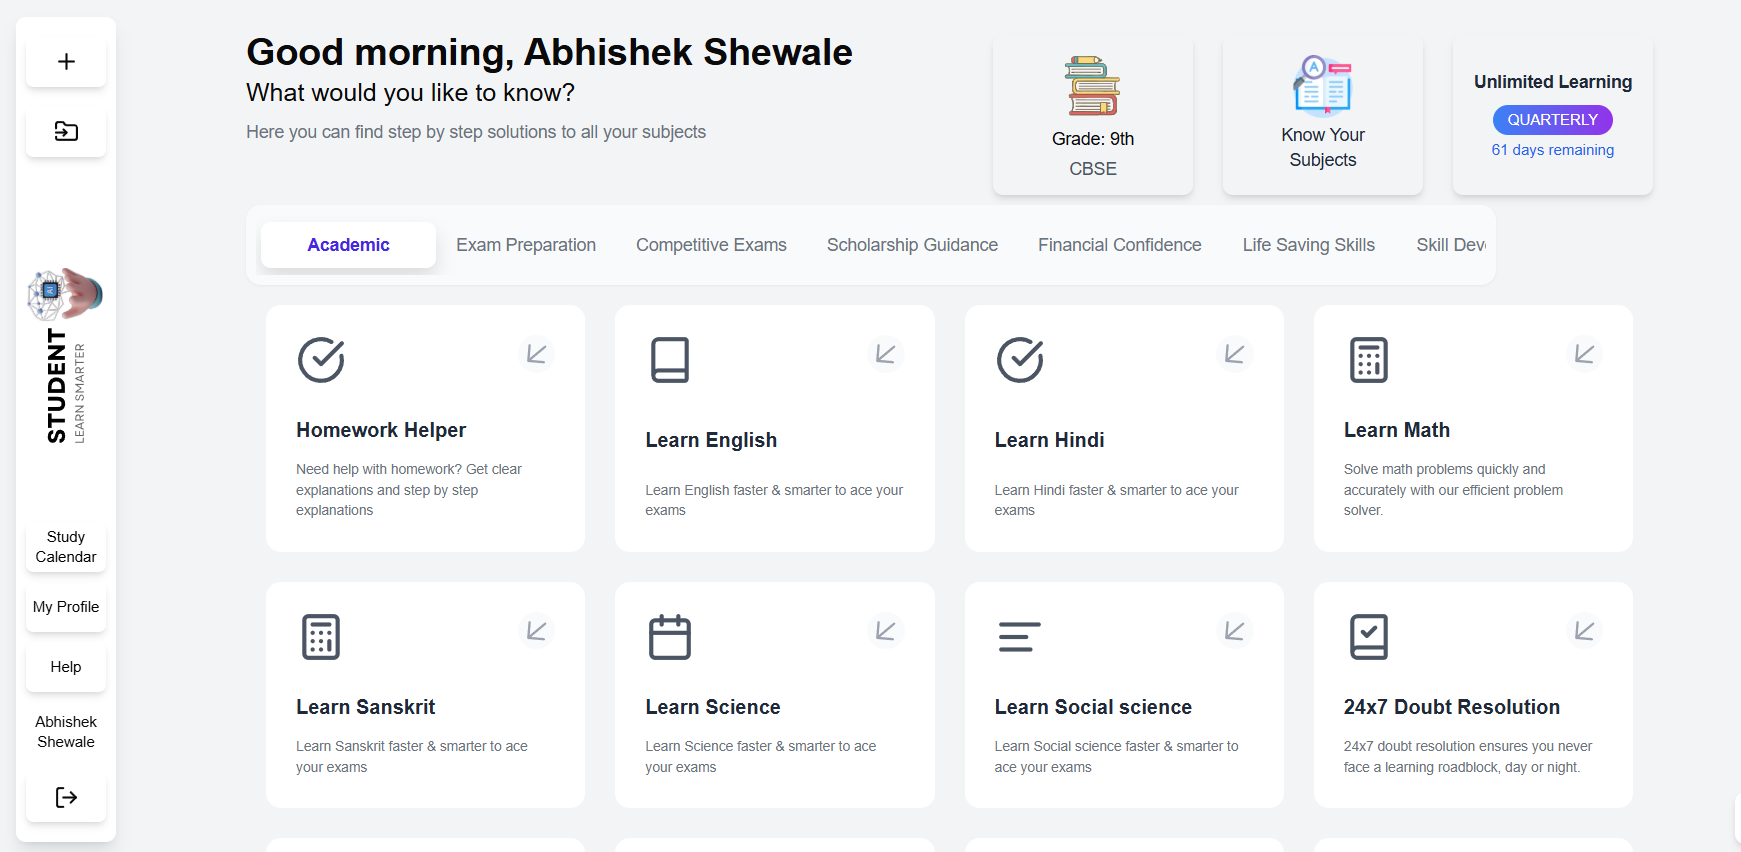 Good morning, Abhishek Shewale
What would you like to know?
Here you can find step by step solutions to all your subjects
Grade: 9th
CBSE
Know Your
Subjects
Unlimited Learning
QUARTERLY
61 days remaining
AI
STUDENT
LEARN SMARTER
Study
Calendar
My Profile
Help
Abhishek
Shewale
Academic
Exam Preparation
Competitive Exams
Scholarship Guidance
Financial Confidence
Life Saving Skills
Skill Dev
Homework Helper
Need help with homework? Get clear
explanations and step by step
explanations
Learn English
Learn English faster & smarter to ace your
exams
Learn Hindi
Learn Hindi faster & smarter to ace your
exams
Learn Math
Solve math problems quickly and
accurately with our efficient problem
solver.
Learn Sanskrit
Learn Sanskrit faster & smarter to ace
your exams
Learn Science
Learn Science faster & smarter to ace
your exams
Learn Social science
Learn Social science faster & smarter to
ace your exams
24x7 Doubt Resolution
24x7 doubt resolution ensures you never
face a learning roadblock, day or night.